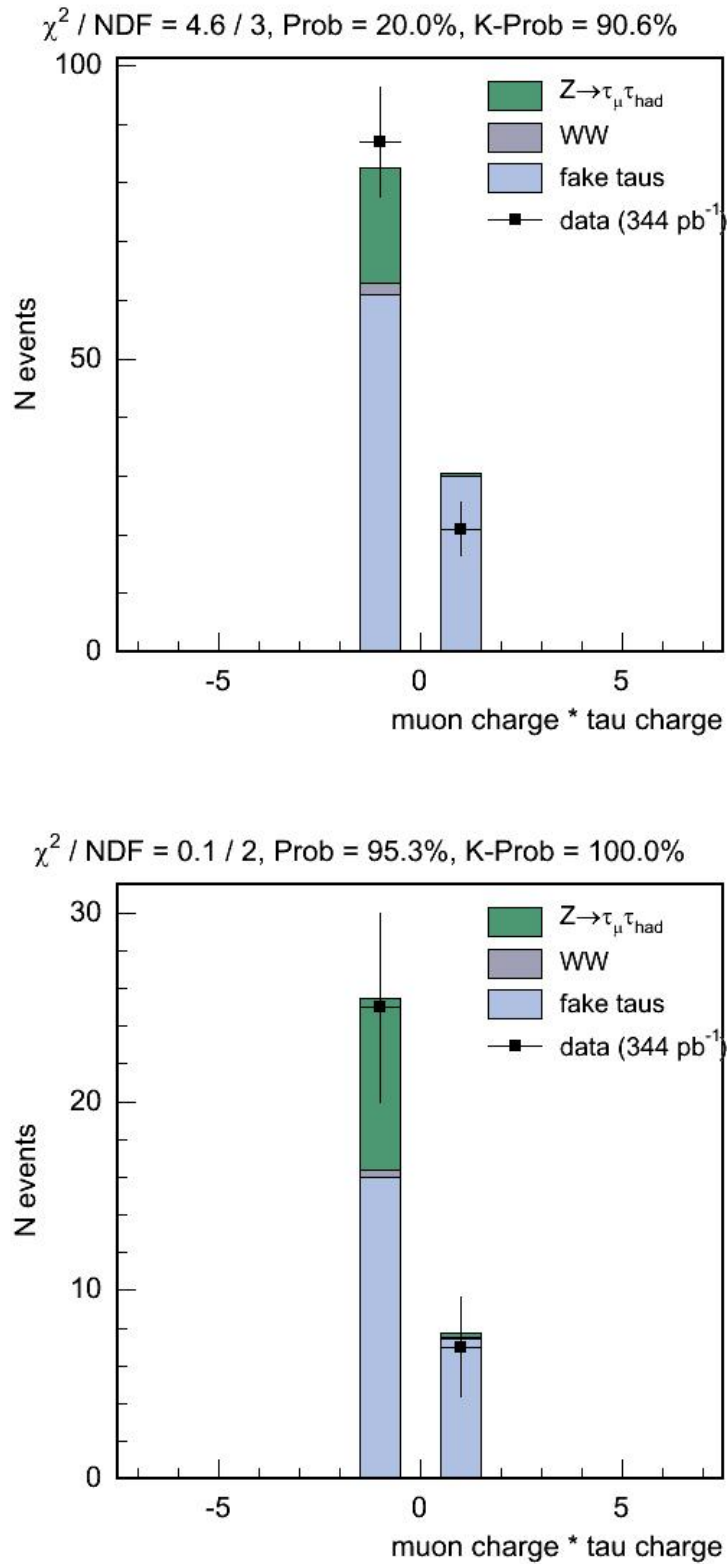 χ² / NDF = 4.6 / 3, Prob = 20.0%, K-Prob = 90.6%
100
Z→τμτhad
WW
fake taus
data (344 pb⁻¹)
50
N events
0
-5 0 5
muon charge * tau charge
χ² / NDF = 0.1 / 2, Prob = 95.3%, K-Prob = 100.0%
30
Z→τμτhad
WW
fake taus
data (344 pb⁻¹)
20
N events
10
0
-5 0 5
muon charge * tau charge